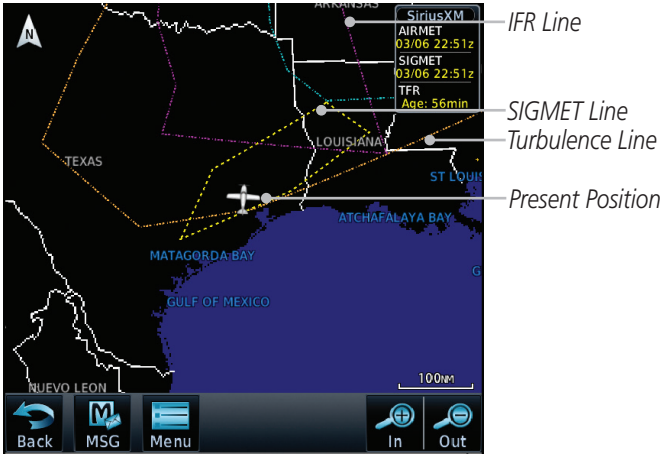 ARKANSAS
SiriusXM
AIRMET
03/06 22:51z
SIGMET
03/06 22:51z
TFR
Age: 56min
IFR Line
SIGMET Line
Turbulence Line
Present Position
N
LOUISIANA
TEXAS
ST LOUIS
ATCHAFALAYA BAY
MATAGORDA BAY
G
GULF OF MEXICO
100NM
NUEVO LEON
Back
MSG
Menu
In
Out